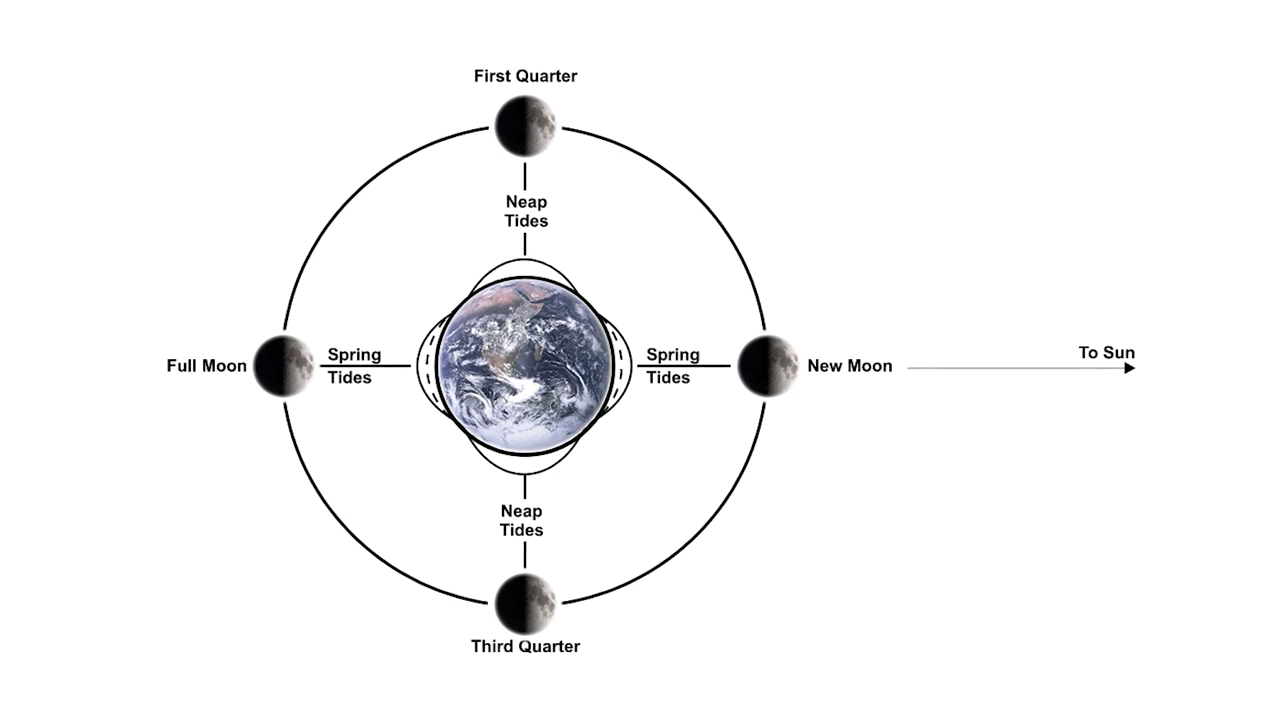 First Quarter
Neap
Tides
Full Moon
Spring
Tides
Spring
Tides
New Moon
To Sun
Neap
Tides
Third Quarter